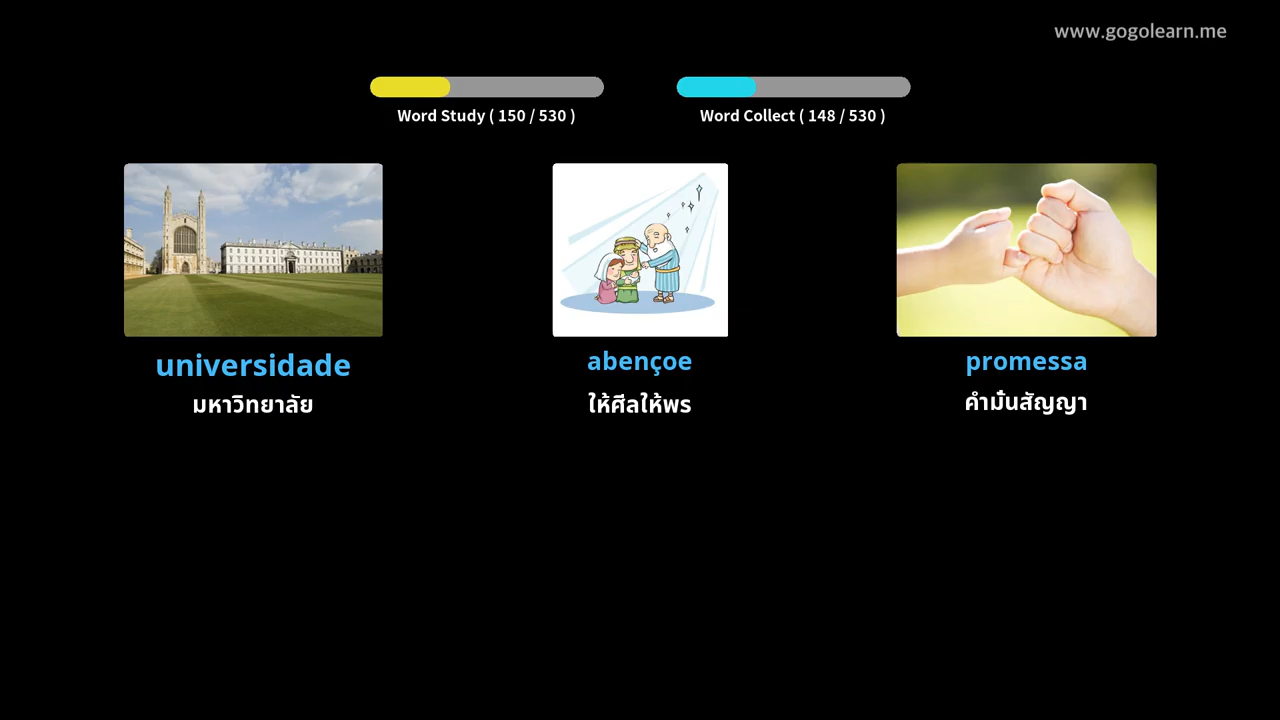 www.gogolearn.me
Word Study ( 150 / 530 )
Word Collect ( 148 / 530 )
universidade
abençoe
promessa
มหาวิทยาลัย
ให้ศีลให้พร
คำมั่นสัญญา